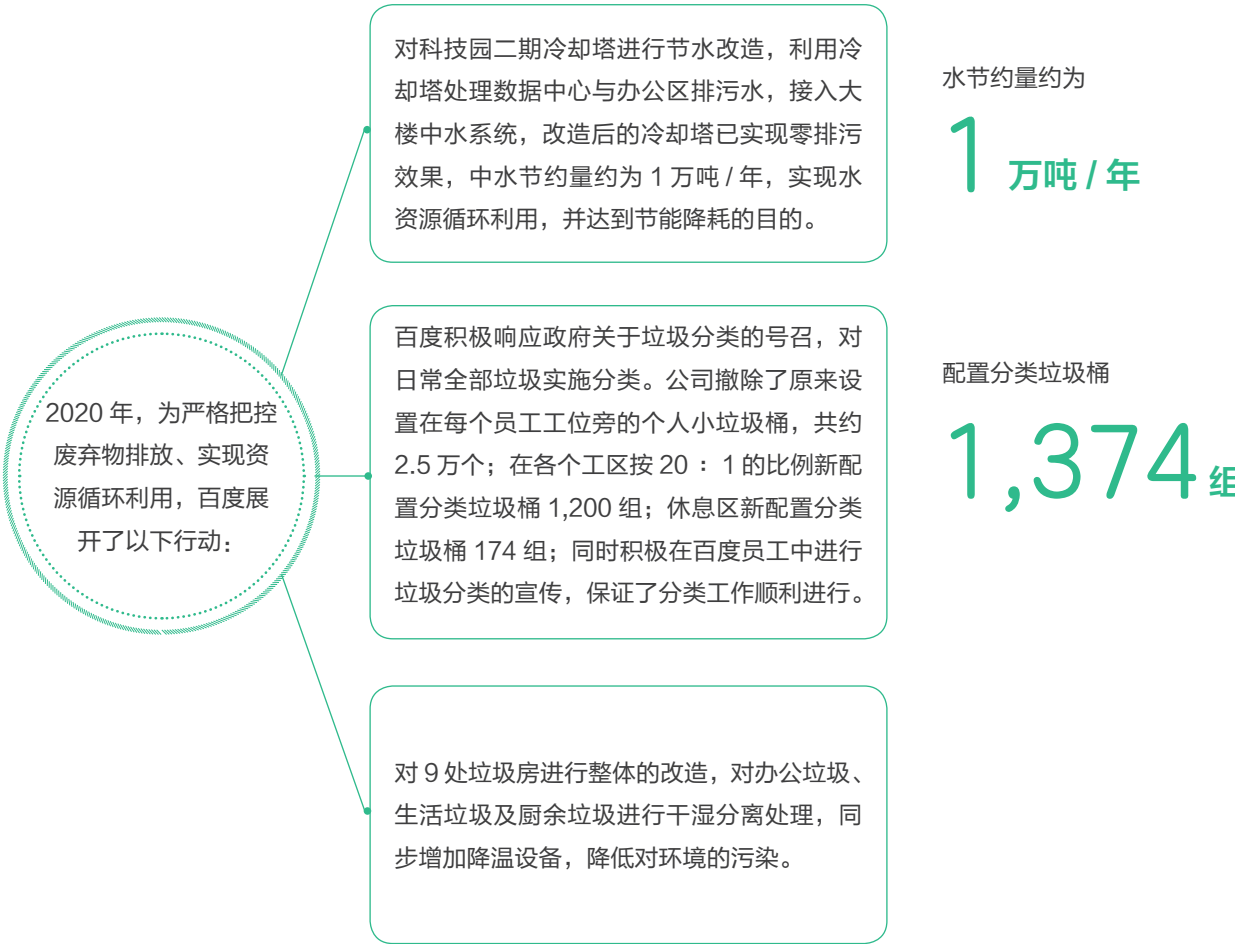 2020 年，为严格把控
废弃物排放、实现资
源循环利用，百度展
开了以下行动：
对科技园二期冷却塔进行节水改造，利用冷
却塔处理数据中心与办公区排污水，接入大
楼中水系统，改造后的冷却塔已实现零排污
效果，中水节约量约为 1 万吨 / 年，实现水
资源循环利用，并达到节能降耗的目的。
水节约量约为
1 万吨 / 年
百度积极响应政府关于垃圾分类的号召，对
日常全部垃圾实施分类。公司撤除了原来设
置在每个员工工位旁的个人小垃圾桶，共约
2.5 万个；在各个工区按 20 ：1 的比例新配
置分类垃圾桶 1,200 组；休息区新配置分类
垃圾桶 174 组；同时积极在百度员工中进行
垃圾分类的宣传，保证了分类工作顺利进行。
配置分类垃圾桶
1,374 组
对 9 处垃圾房进行整体的改造，对办公垃圾、
生活垃圾及厨余垃圾进行干湿分离处理，同
步增加降温设备，降低对环境的污染。